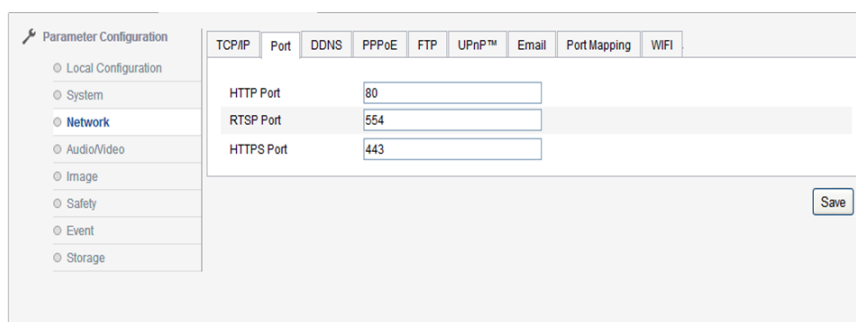 Parameter Configuration
Local Configuration
System
Network
Audio/Video
Image
Safety
Event
Storage
TCP/IP Port DDNS PPPoE FTP UPnP™ Email Port Mapping WIFI
HTTP Port 80
RTSP Port 554
HTTPS Port 443
Save